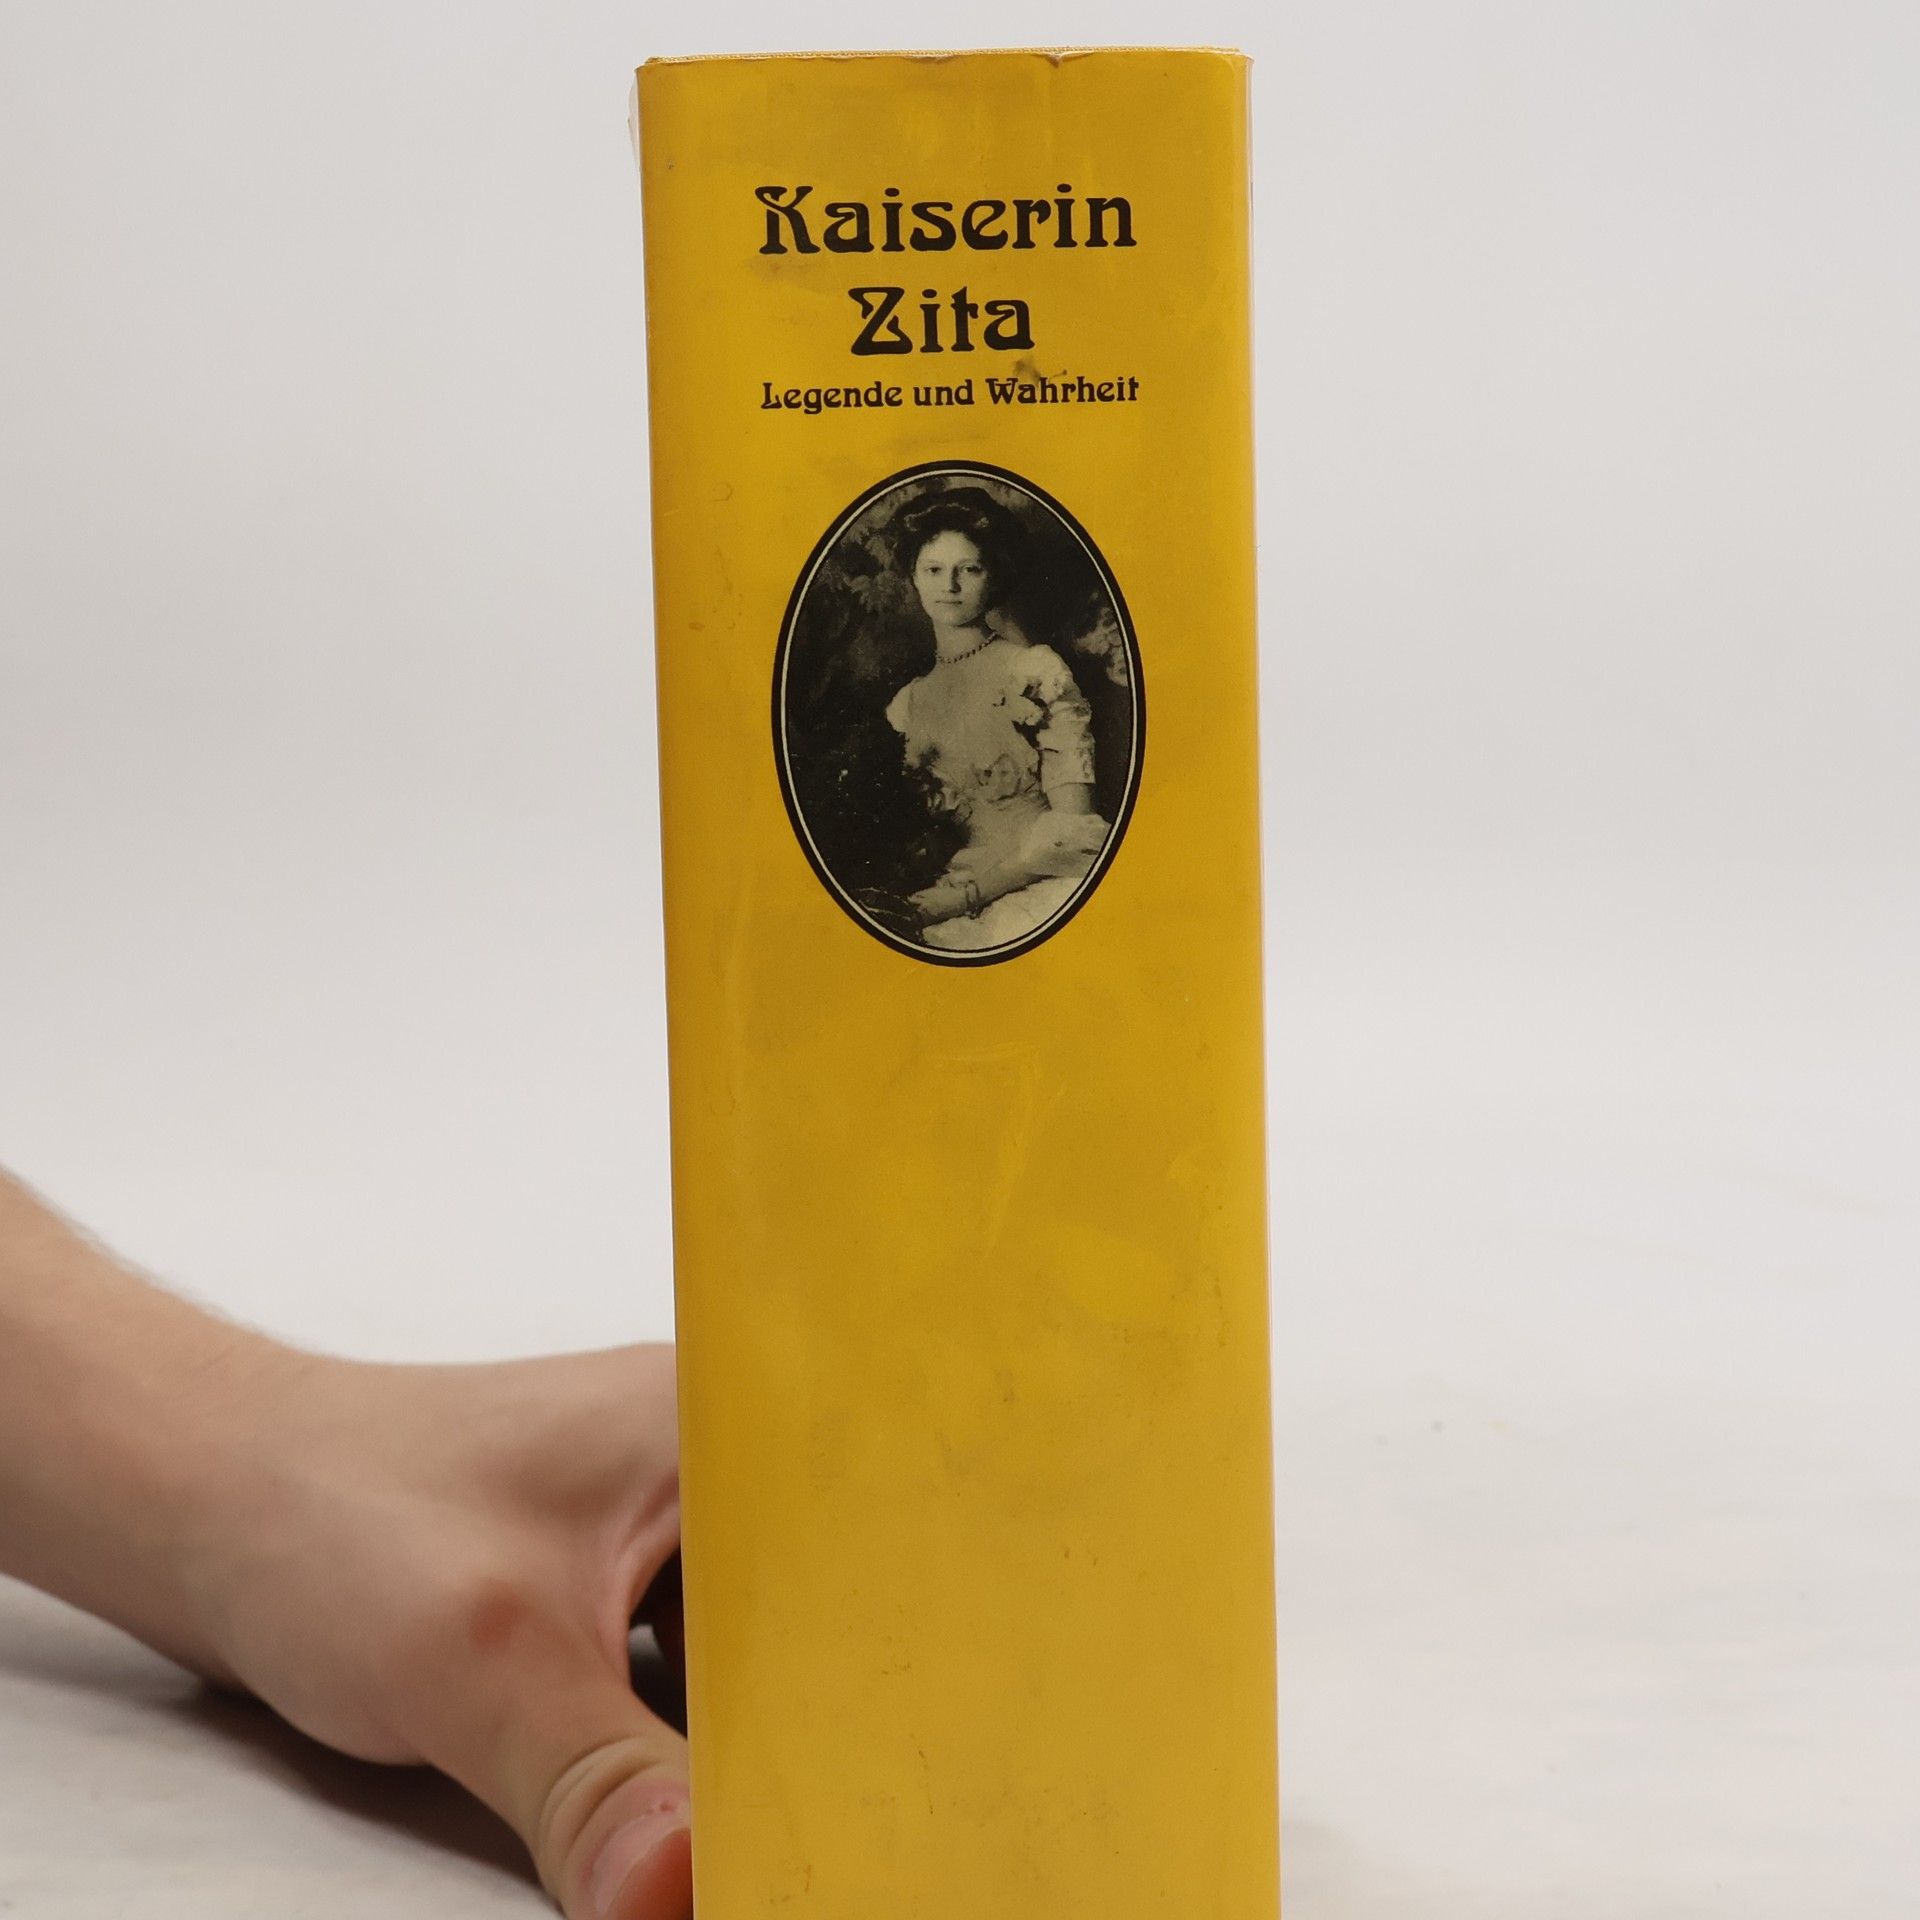 Kaiserin
Zita
Legende und Wahrheit